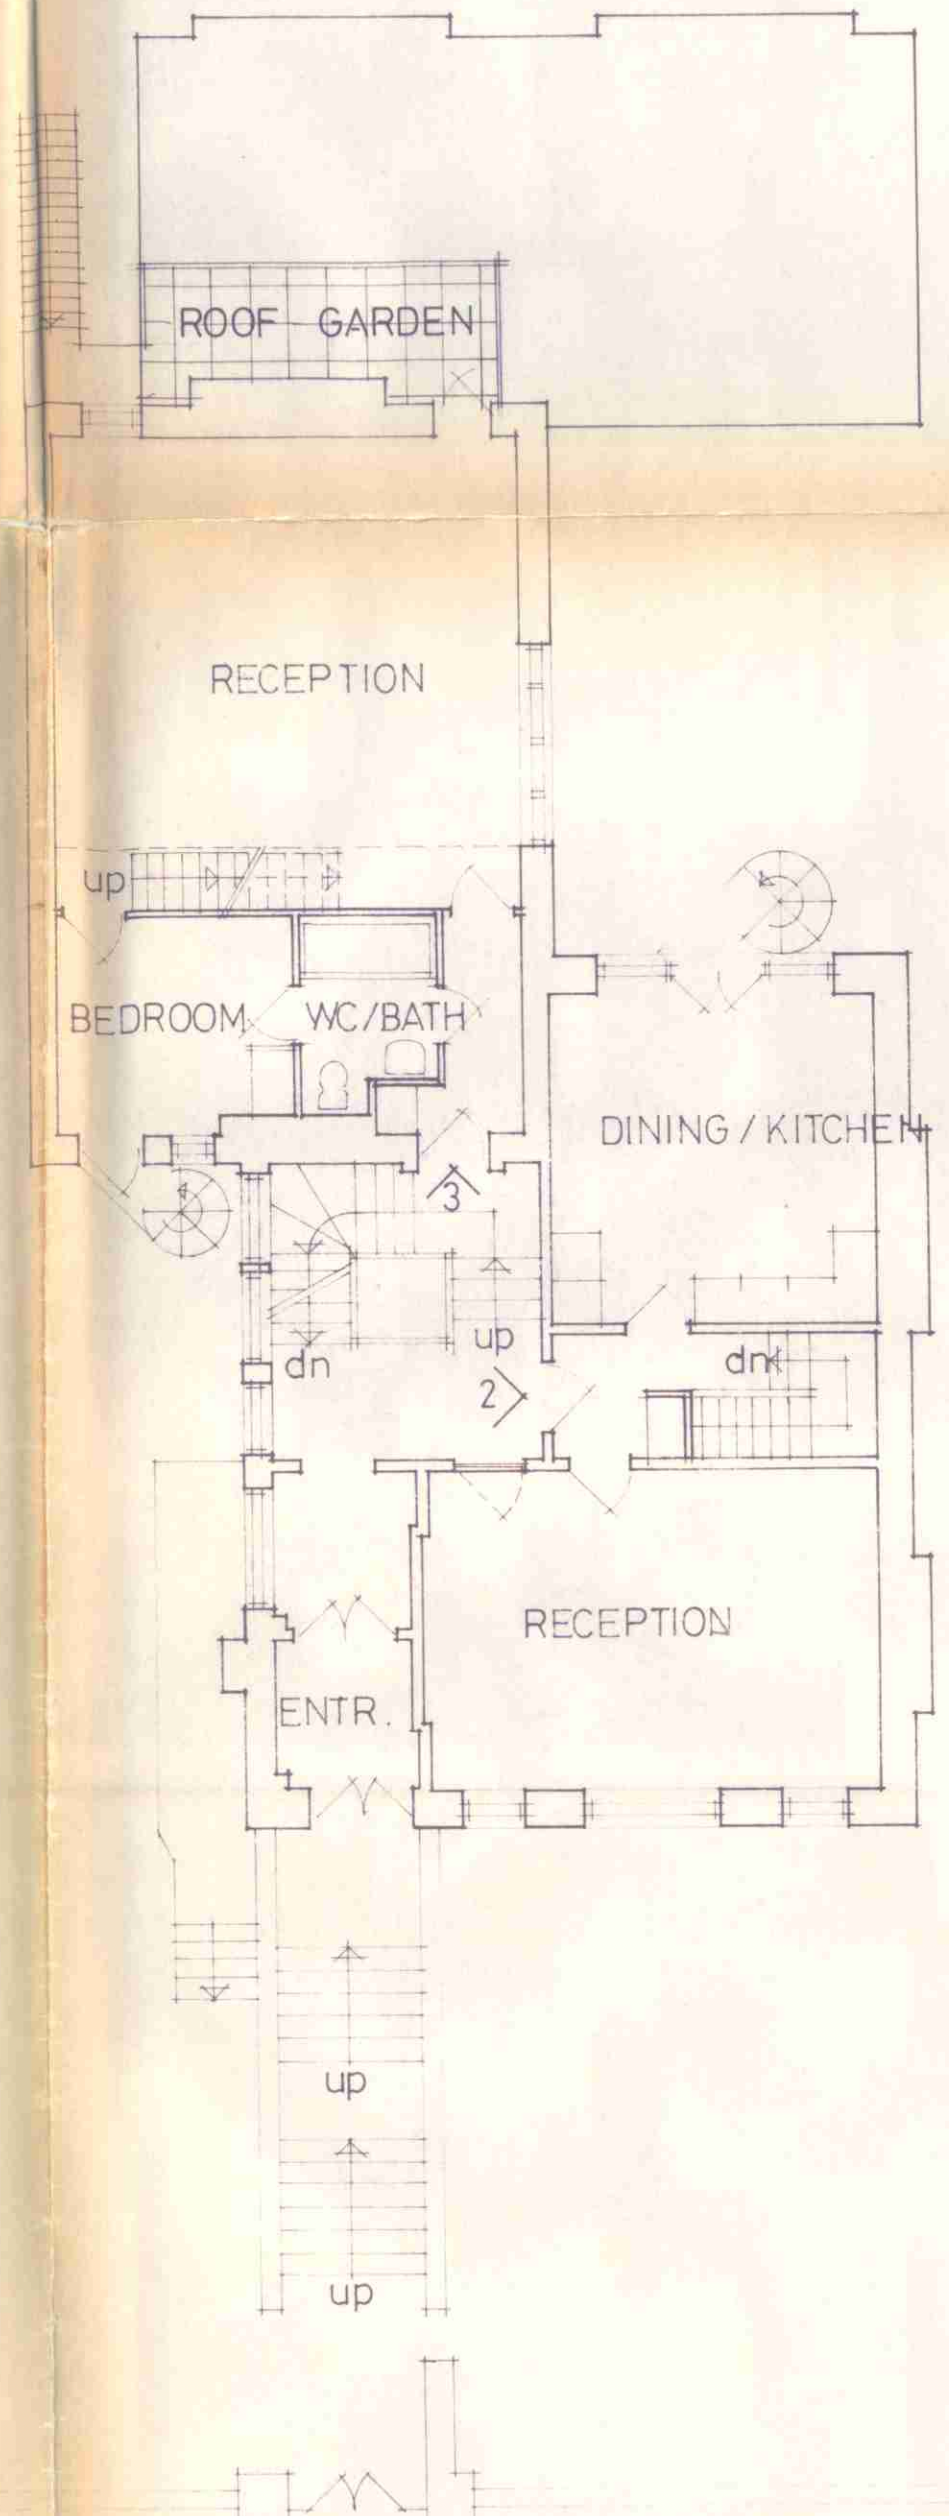 ROOF GARDEN
RECEPTION
up
BEDROOM WC/BATH
DINING / KITCHEN
3
up
dn
dn
2
RECEPTION
ENTR.
up
up